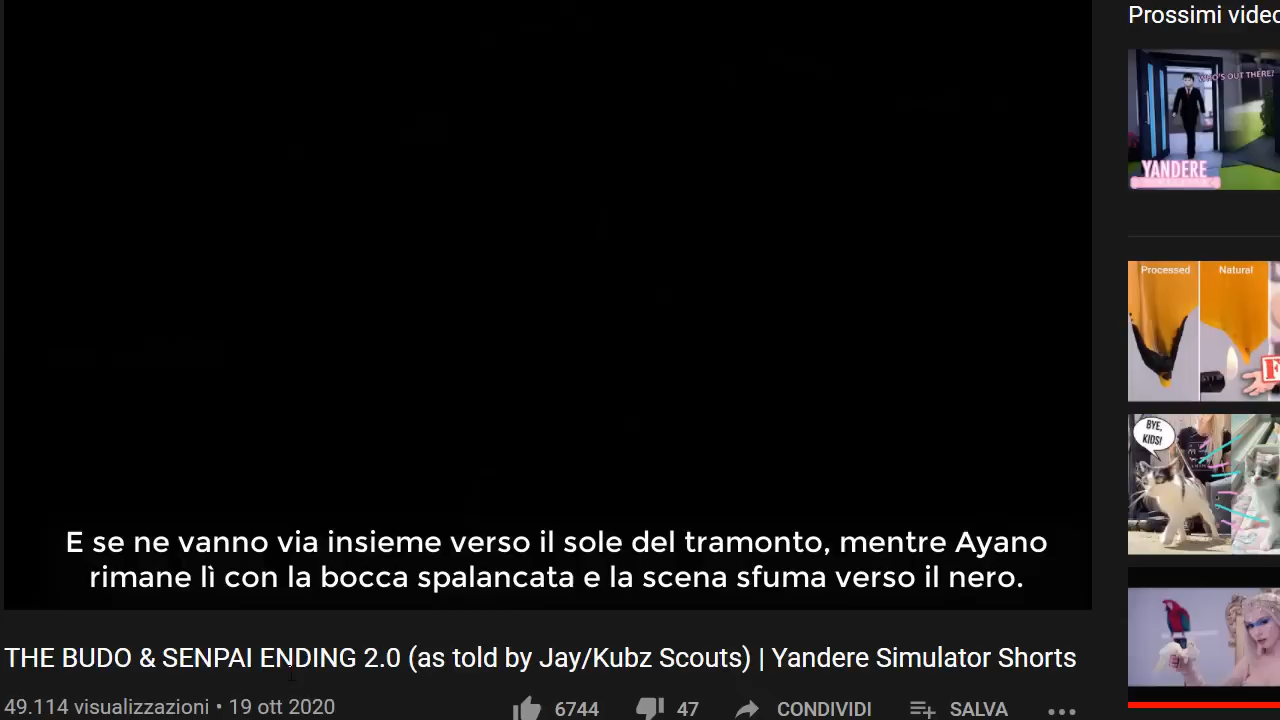 Prossimi video
WHO'S OUT THERE?
YANDERE
Processed Natural
BYE,
KIDS!
E se ne vanno via insieme verso il sole del tramonto, mentre Ayano
rimane lì con la bocca spalancata e la scena sfuma verso il nero.
THE BUDO & SENPAI ENDING 2.0 (as told by Jay/Kubz Scouts) | Yandere Simulator Shorts
49.114 visualizzazioni • 19 ott 2020 6744 47 CONDIVIDI SALVA